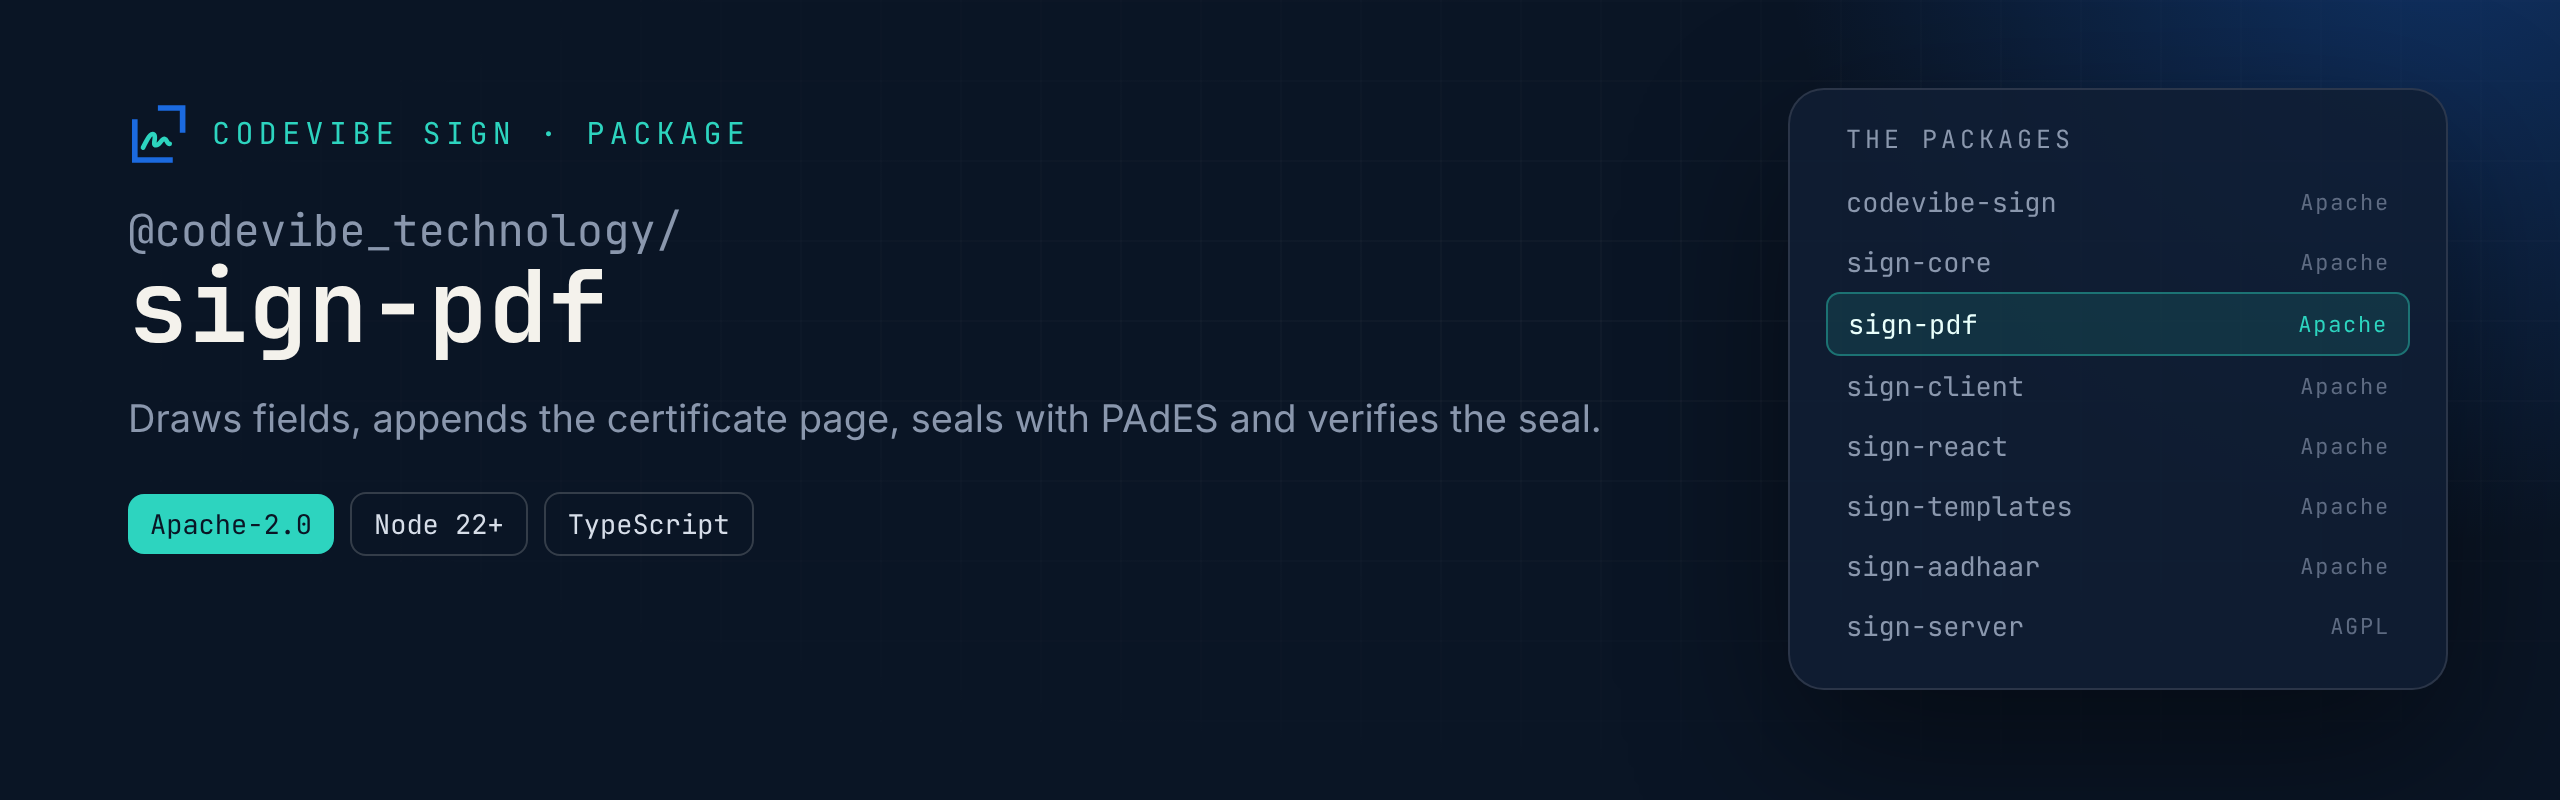 CODEVIBE SIGN · PACKAGE
@codevibe_technology/
sign-pdf
Draws fields, appends the certificate page, seals with PAdES and verifies the seal.
Apache-2.0 Node 22+ TypeScript
THE PACKAGES
codevibe-sign Apache
sign-core Apache
sign-pdf Apache
sign-client Apache
sign-react Apache
sign-templates Apache
sign-aadhaar Apache
sign-server AGPL